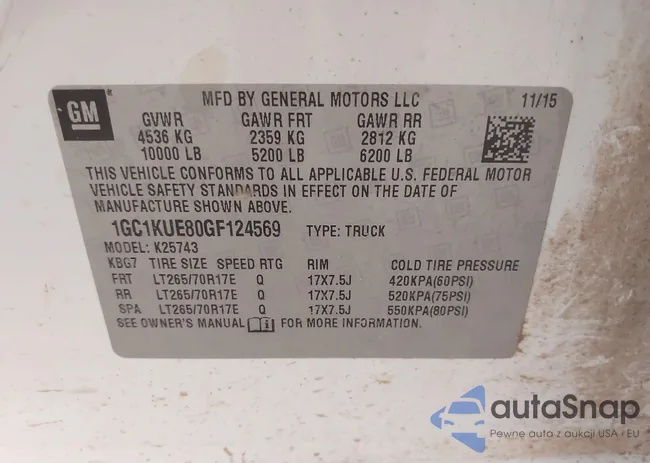 GM
MFD BY GENERAL MOTORS LLC 11/15
GVWR GAWR FRT GAWR RR
4536 KG 2359 KG 2812 KG
10000 LB 5200 LB 6200 LB
THIS VEHICLE CONFORMS TO ALL APPLICABLE U.S. FEDERAL MOTOR
VEHICLE SAFETY STANDARDS IN EFFECT ON THE DATE OF
MANUFACTURE SHOWN ABOVE.
1GC1KUE80GF124569 TYPE: TRUCK
MODEL: K25743
KBG7 TIRE SIZE SPEED RTG RIM COLD TIRE PRESSURE
FRT LT265/70R17E Q 17X7.5J 420KPA(60PSI)
RR LT265/70R17E Q 17X7.5J 520KPA(75PSI)
SPA LT265/70R17E Q 17X7.5J 550KPA(80PSI)
SEE OWNER'S MANUAL FOR MORE INFORMATION.
autaSnap
Pewne auta z aukcji USA i EU